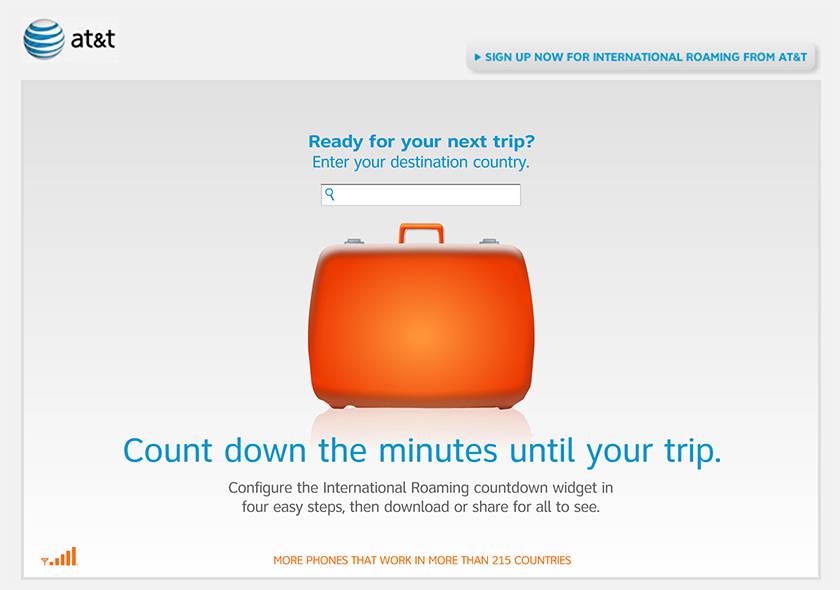 at&t
SIGN UP NOW FOR INTERNATIONAL ROAMING FROM AT&T
Ready for your next trip?
Enter your destination country.
Count down the minutes until your trip.
Configure the International Roaming countdown widget in
four easy steps, then download or share for all to see.
MORE PHONES THAT WORK IN MORE THAN 215 COUNTRIES